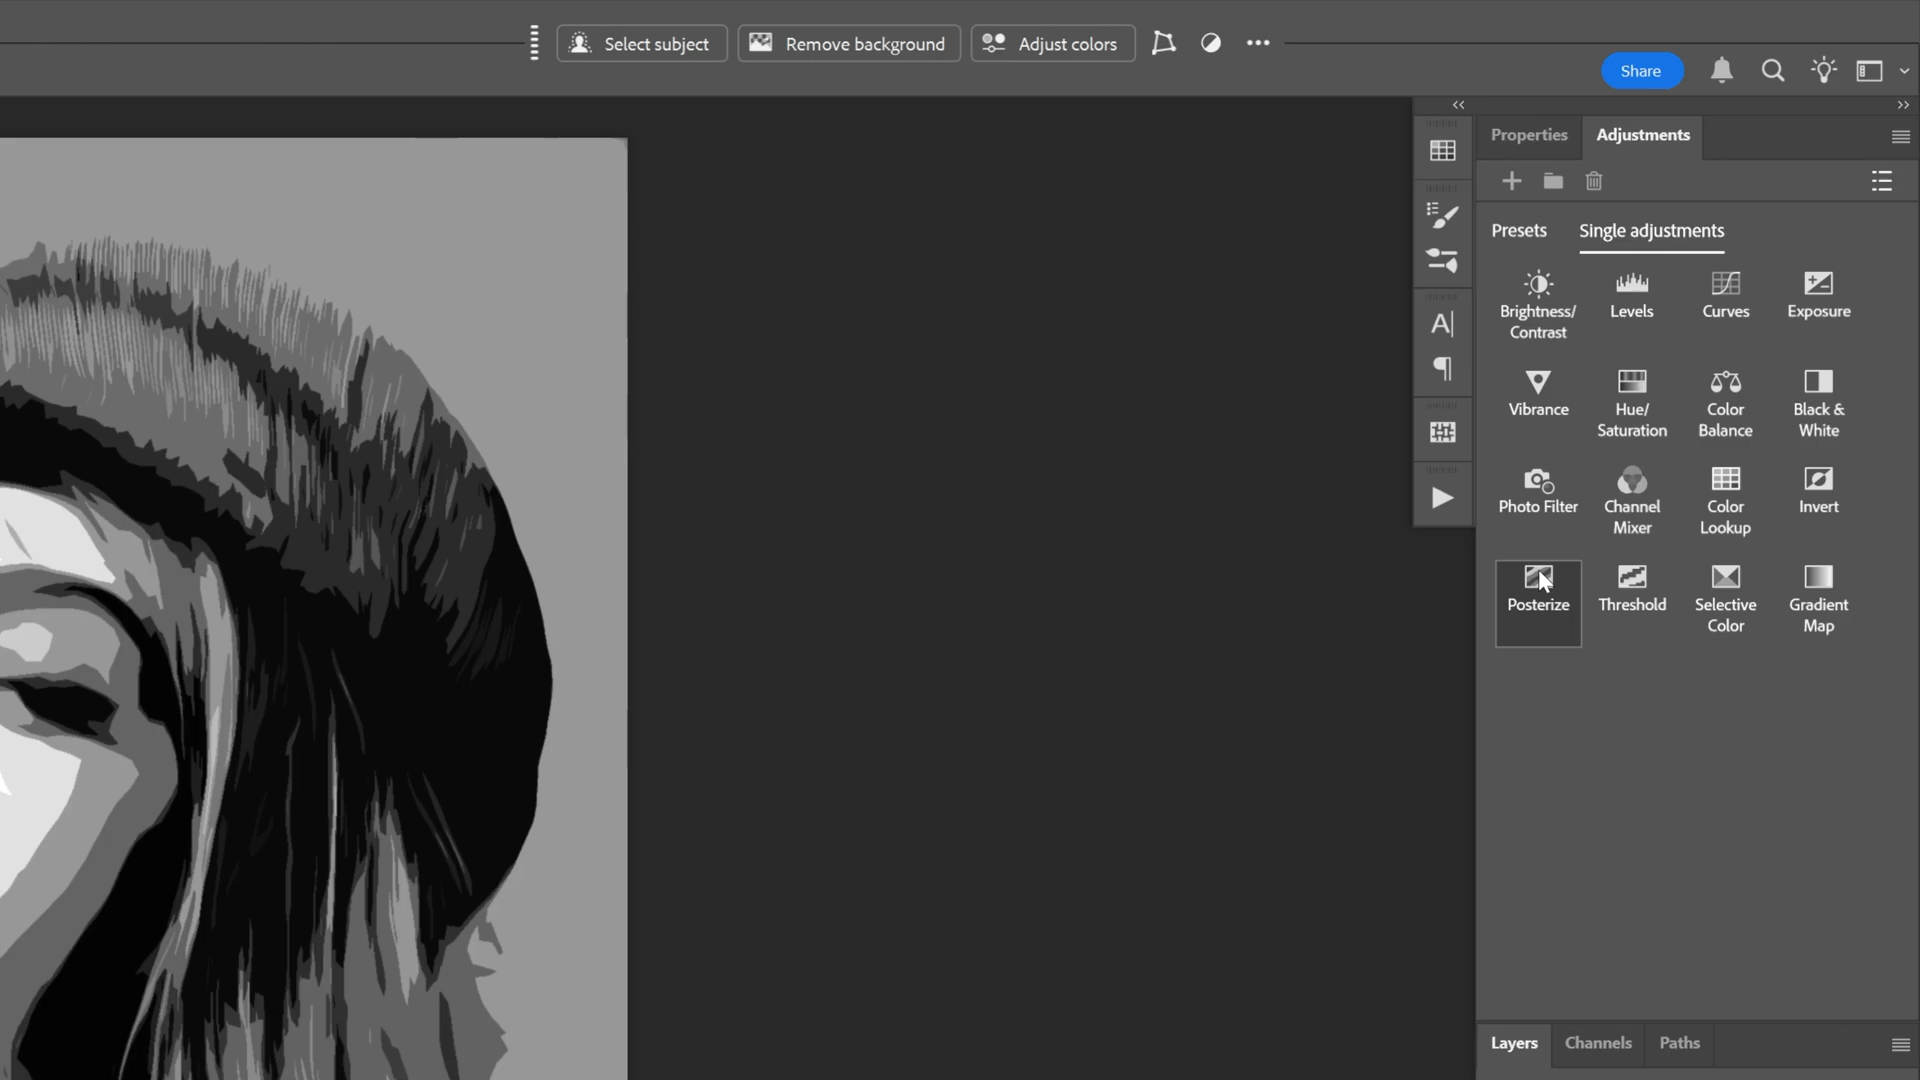 Select subject
Remove background
Adjust colors
Share
Properties
Adjustments
Presets
Single adjustments
Brightness/
Contrast
Levels
Curves
Exposure
Vibrance
Hue/
Saturation
Color
Balance
Black &
White
Photo Filter
Channel
Mixer
Color
Lookup
Invert
Posterize
Threshold
Selective
Color
Gradient
Map
Layers
Channels
Paths